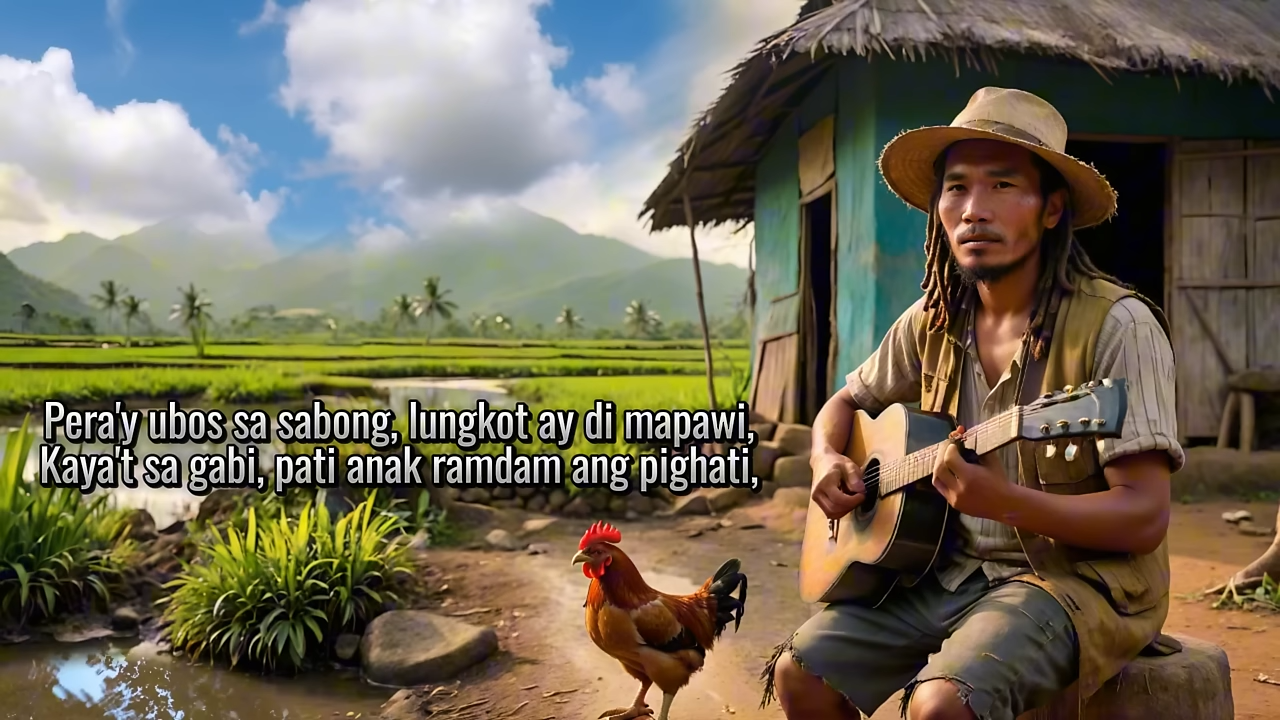 Pera'y ubos sa sabong, lungkot ay di mapawi,
Kaya't sa gabi, pati anak ramdam ang pighati,